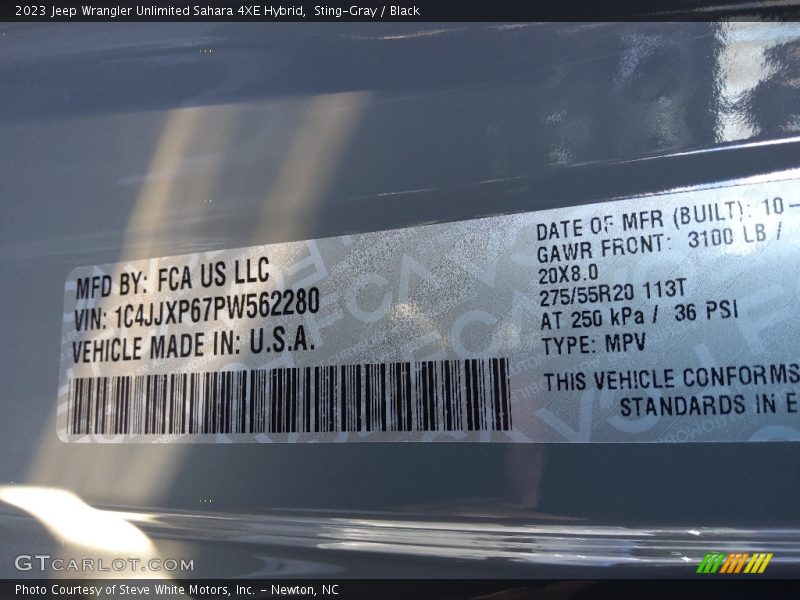 2023 Jeep Wrangler Unlimited Sahara 4XE Hybrid, Sting-Gray / Black
MFD BY: FCA US LLC
VIN: 1C4JJXP67PW562280
VEHICLE MADE IN: U.S.A.
DATE OF MFR (BUILT): 10-
GAWR FRONT: 3100 LB /
20X8.0
275/55R20 113T
AT 250 kPa / 36 PSI
TYPE: MPV
THIS VEHICLE CONFORMS
STANDARDS IN E
GTCARLOT.COM
Photo Courtesy of Steve White Motors, Inc. – Newton, NC